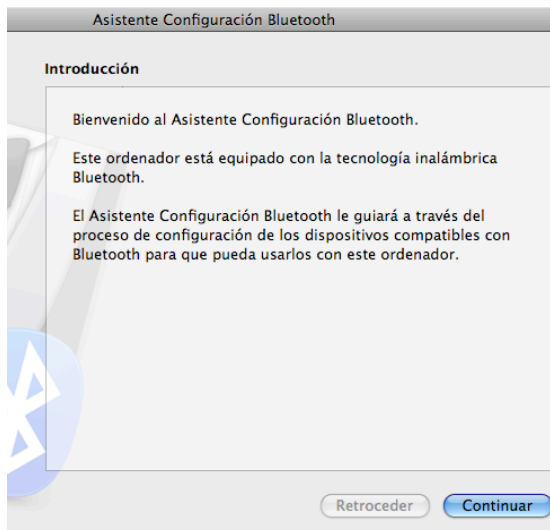 Asistente Configuración Bluetooth
Introducción
Bienvenido al Asistente Configuración Bluetooth.
Este ordenador está equipado con la tecnología inalámbrica
Bluetooth.
El Asistente Configuración Bluetooth le guiará a través del
proceso de configuración de los dispositivos compatibles con
Bluetooth para que pueda usarlos con este ordenador.
Retroceder
Continuar